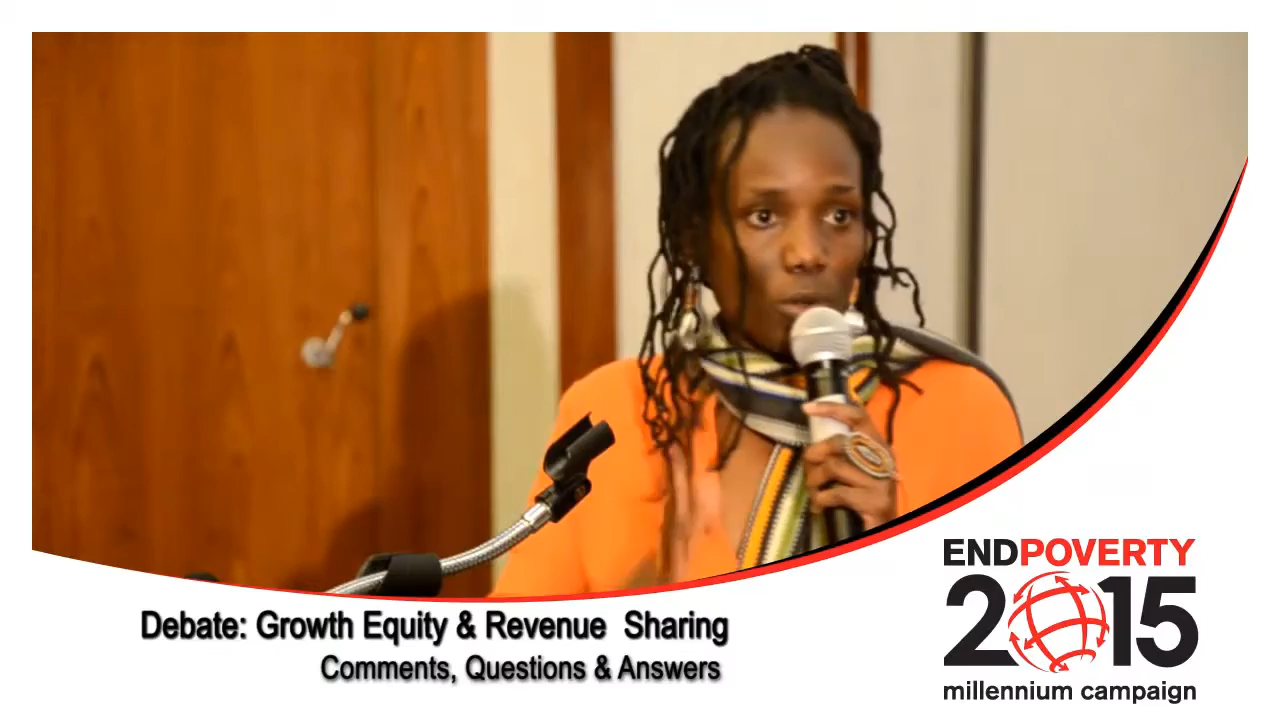 Debate: Growth Equity & Revenue Sharing
Comments, Questions & Answers
ENDPOVERTY
2015
millennium campaign